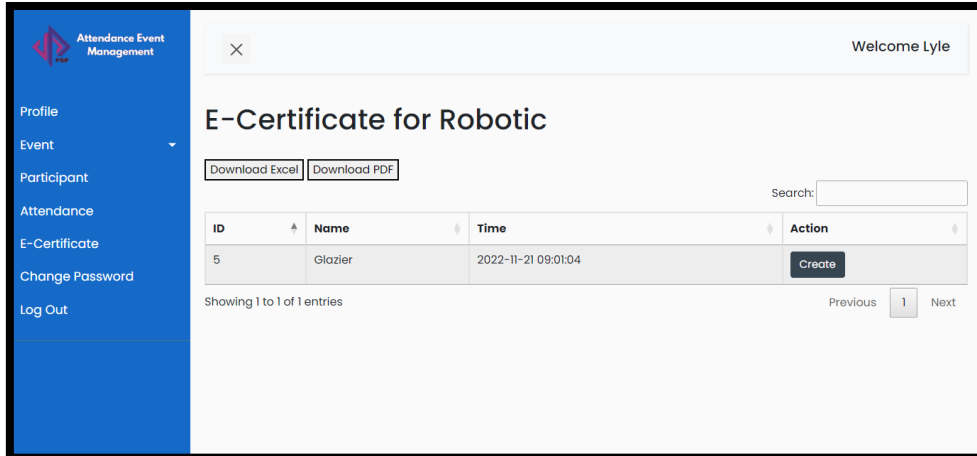 Attendance Event
Management
PDF
Welcome Lyle
Profile
Event
Participant
Attendance
E-Certificate
Change Password
Log Out
E-Certificate for Robotic
Download Excel Download PDF
Search:
ID Name Time Action
5 Glazier 2022-11-21 09:01:04 Create
Showing 1 to 1 of 1 entries
Previous 1 Next